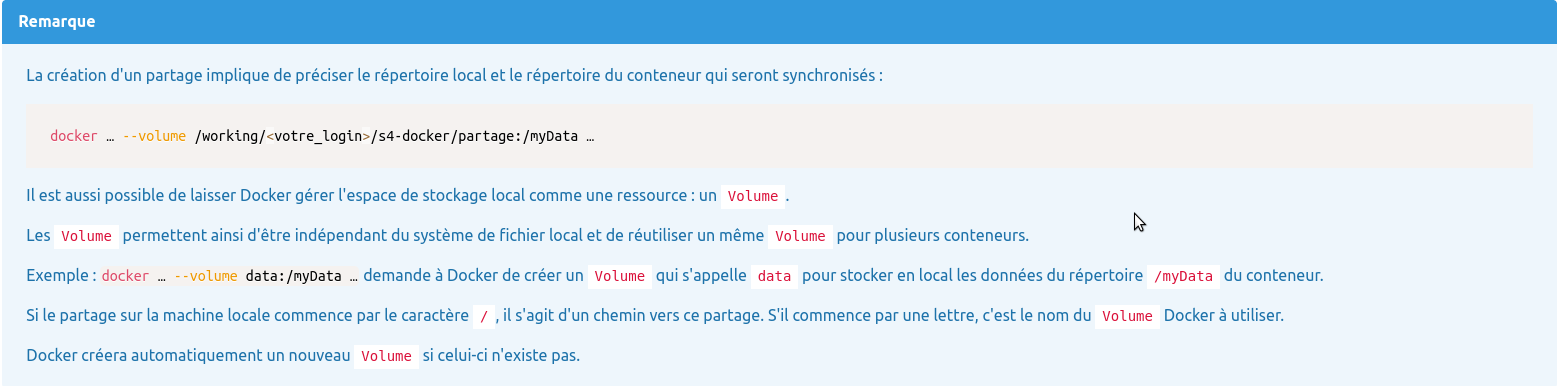 Remarque
La création d'un partage implique de préciser le répertoire local et le répertoire du conteneur qui seront synchronisés :
docker … --volume /working/<votre_login>/s4-docker/partage:/myData …
Il est aussi possible de laisser Docker gérer l'espace de stockage local comme une ressource : un Volume.
Les Volume permettent ainsi d'être indépendant du système de fichier local et de réutiliser un même Volume pour plusieurs conteneurs.
Exemple : docker … --volume data:/myData … demande à Docker de créer un Volume qui s'appelle data pour stocker en local les données du répertoire /myData du conteneur.
Si le partage sur la machine locale commence par le caractère /, il s'agit d'un chemin vers ce partage. S'il commence par une lettre, c'est le nom du Volume Docker à utiliser.
Docker créera automatiquement un nouveau Volume si celui-ci n'existe pas.